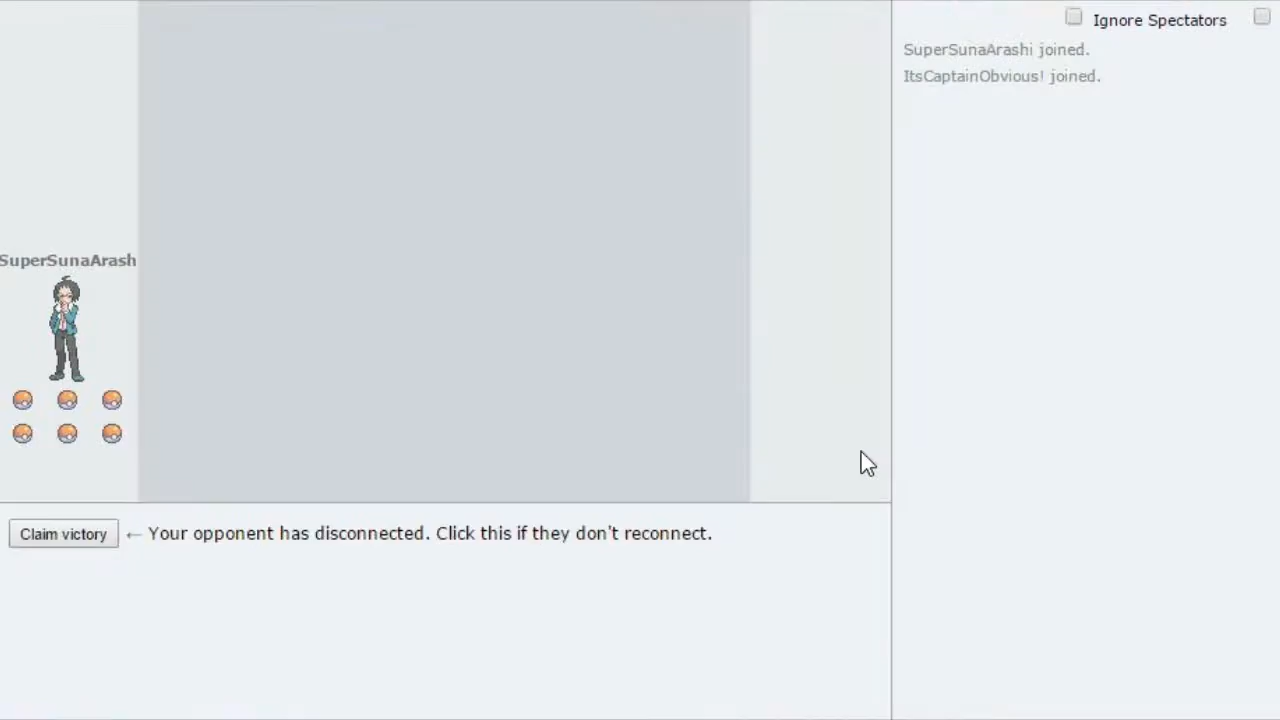 Ignore Spectators
SuperSunaArashi joined.
ItsCaptainObvious! joined.
SuperSunaArash
Claim victory
← Your opponent has disconnected. Click this if they don't reconnect.